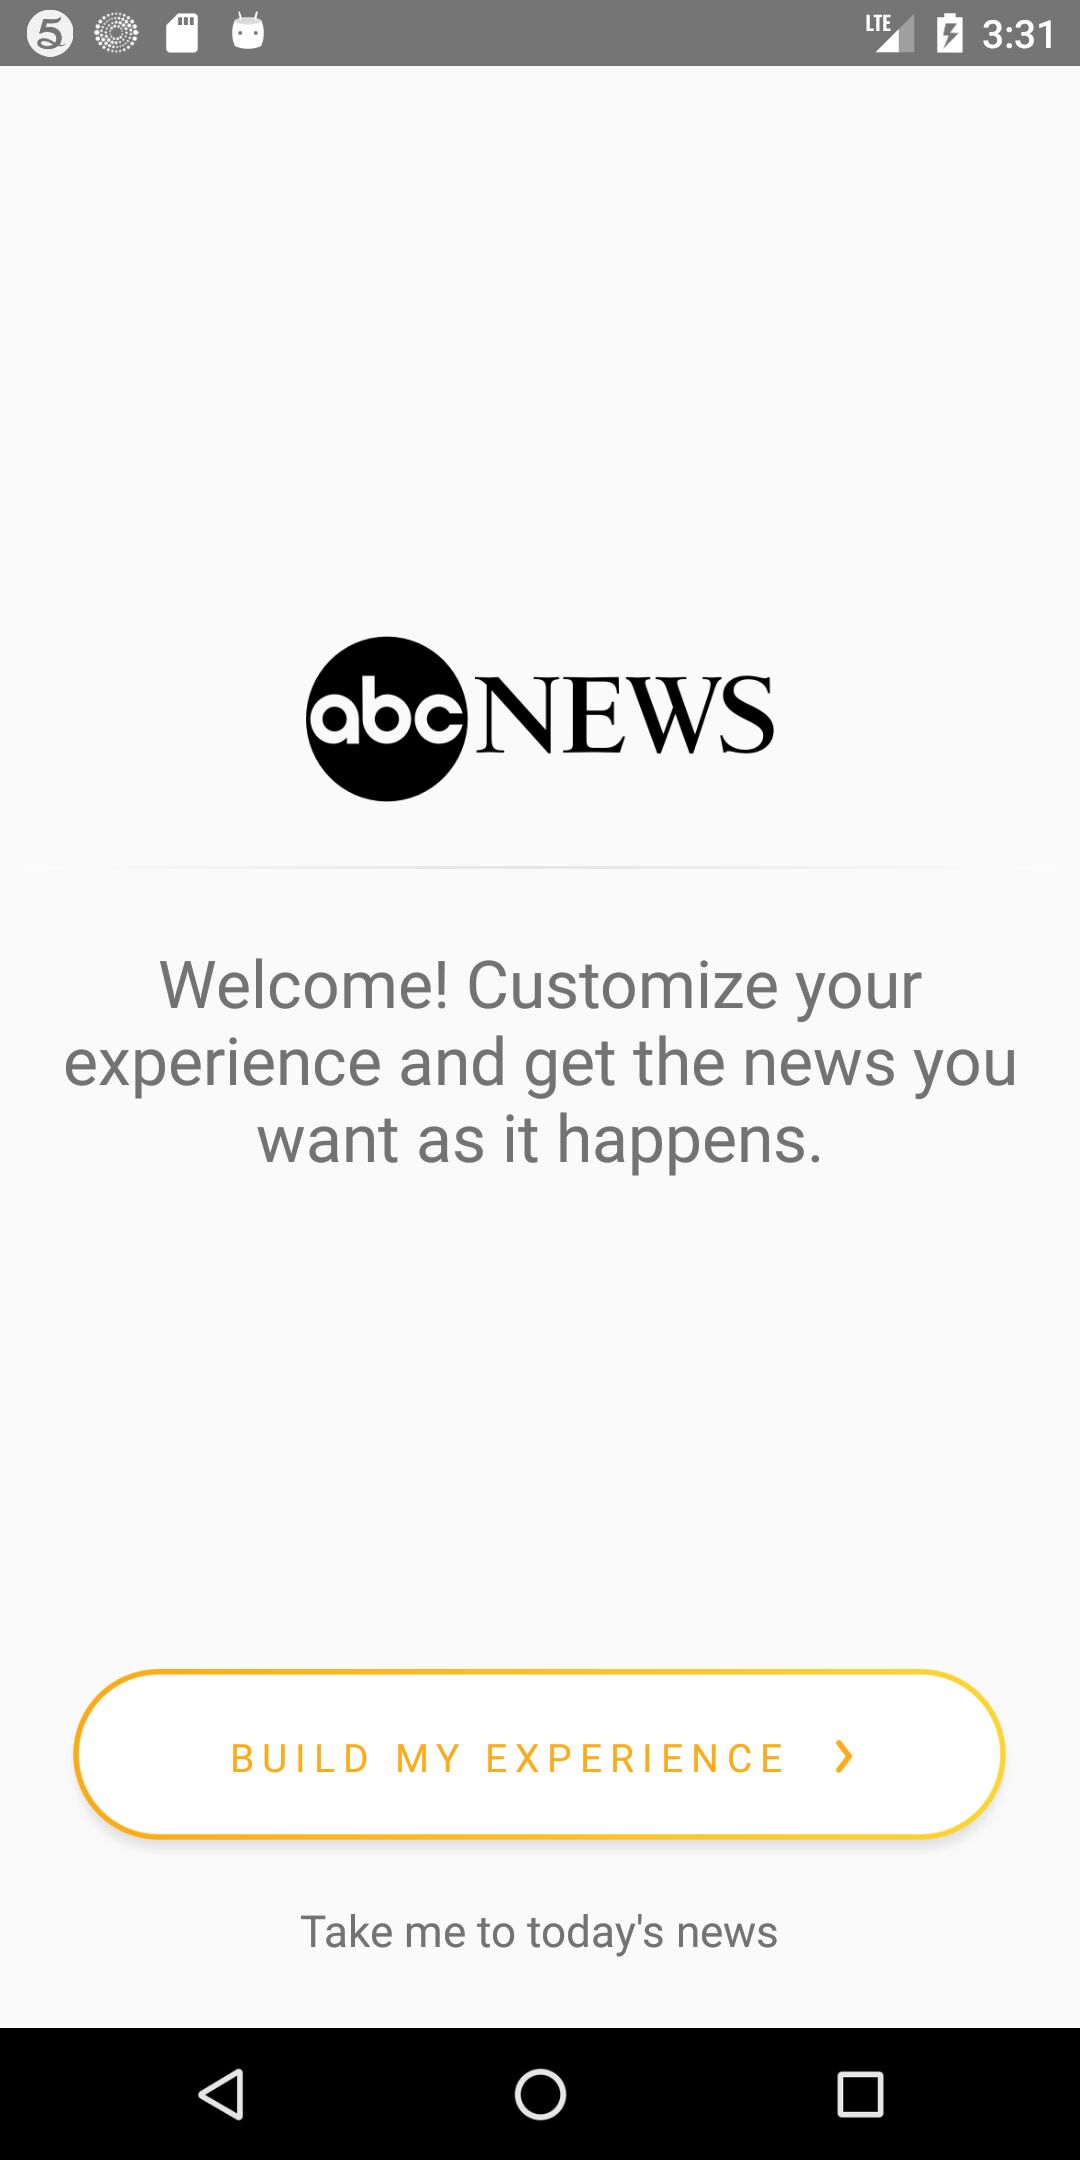 5 LTE 3:31
abc NEWS
Welcome! Customize your
experience and get the news you
want as it happens.
BUILD MY EXPERIENCE
Take me to today's news